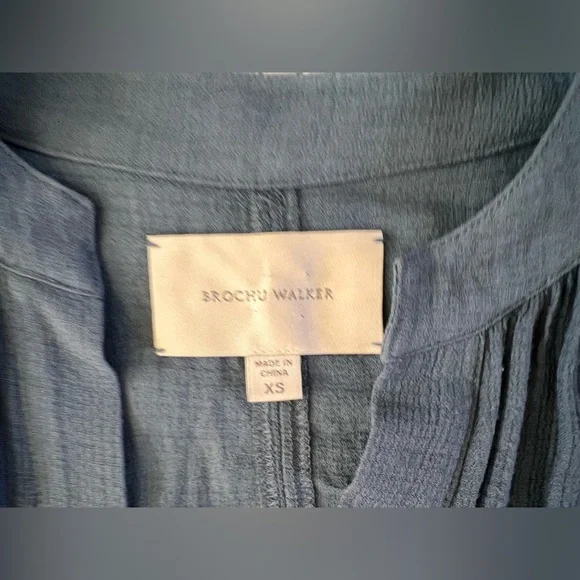 BROCHU WALKER
MADE IN
CHINA
XS